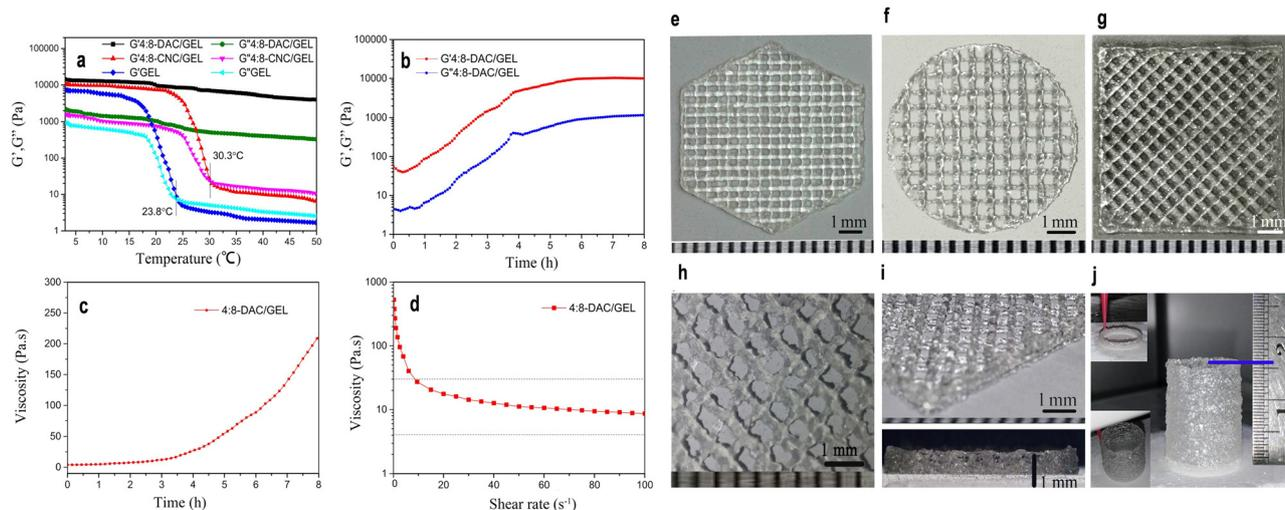 a
G'4:8-DAC/GEL
G"4:8-DAC/GEL
G'4:8-CNC/GEL
G"4:8-CNC/GEL
G'GEL
G"GEL
100000
10000
1000
100
10
1
G',G" (Pa)
30.3°C
23.8°C
5 10 15 20 25 30 35 40 45 50
Temperature (℃)
b
G'4:8-DAC/GEL
G"4:8-DAC/GEL
100000
10000
1000
100
10
1
G',G" (Pa)
0 1 2 3 4 5 6 7 8
Time (h)
c
4:8-DAC/GEL
300
250
200
150
100
50
0
Viscosity (Pa.s)
0 1 2 3 4 5 6 7 8
Time (h)
d
4:8-DAC/GEL
1000
100
10
1
Viscosity (Pa.s)
0 20 40 60 80 100
Shear rate (s⁻¹)
e
1 mm
f
1 mm
g
1 mm
h
1 mm
i
1 mm
1 mm
j